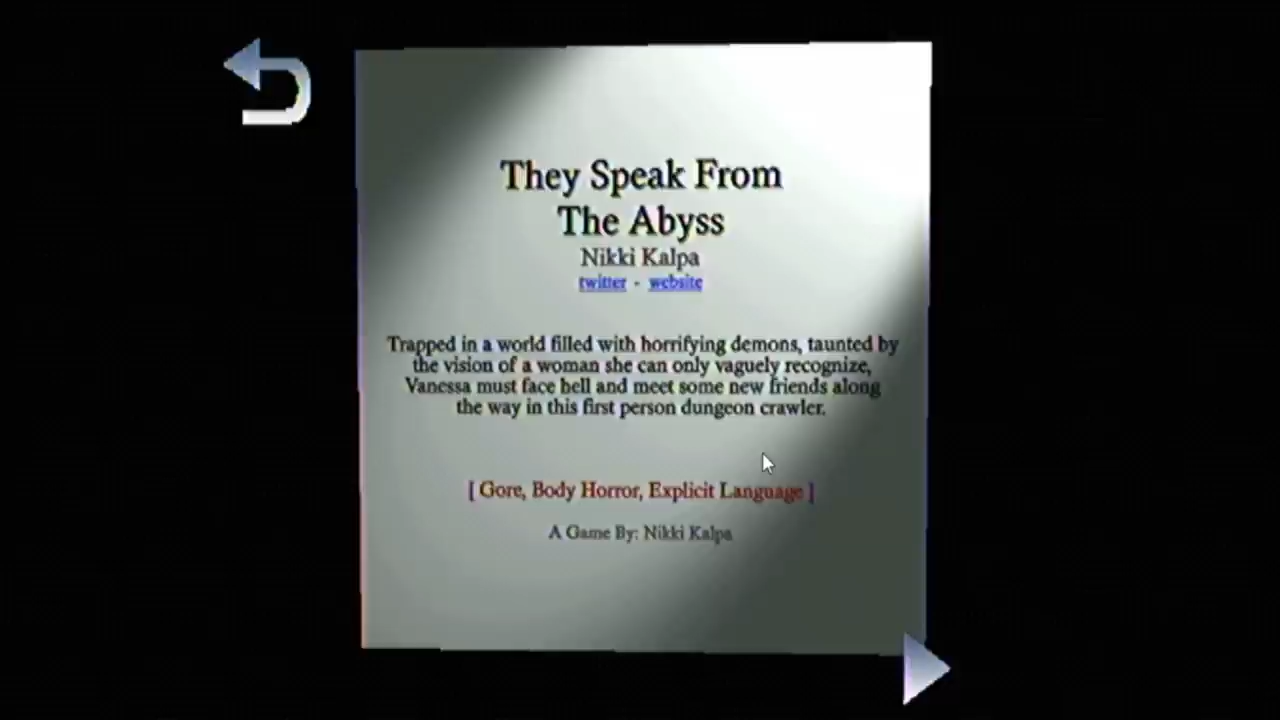 They Speak From
The Abyss
Nikki Kalpa
twitter - website
Trapped in a world filled with horrifying demons, taunted by
the vision of a woman she can only vaguely recognize,
Vanessa must face hell and meet some new friends along
the way in this first person dungeon crawler.
[ Gore, Body Horror, Explicit Language ]
A Game By: Nikki Kalpa